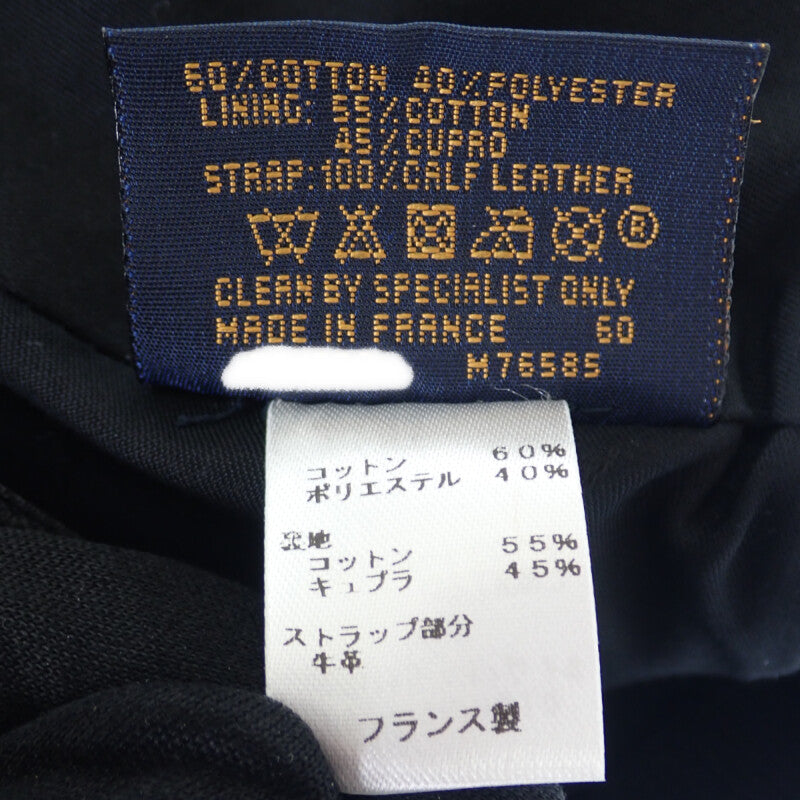 60%COTTON 40%POLYESTER
LINING: 55%COTTON
45%CUPRO
STRAP:100%CALF LEATHER
®
CLEAN BY SPECIALIST ONLY
MADE IN FRANCE 60
M76585
コットン 60%
ポリエステル 40%
裏地
コットン 55%
キュプラ 45%
ストラップ部分
牛革
フランス製